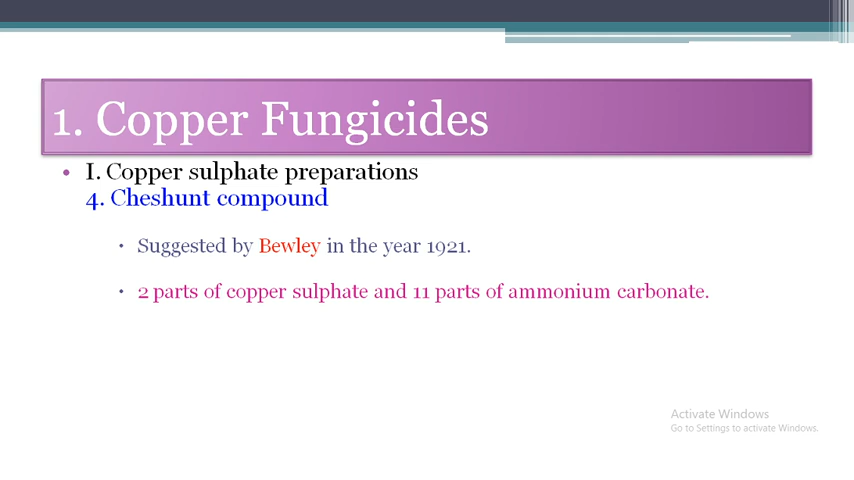 1. Copper Fungicides
• I. Copper sulphate preparations
4. Cheshunt compound
• Suggested by Bewley in the year 1921.
• 2 parts of copper sulphate and 11 parts of ammonium carbonate.
Activate Windows
Go to Settings to activate Windows.